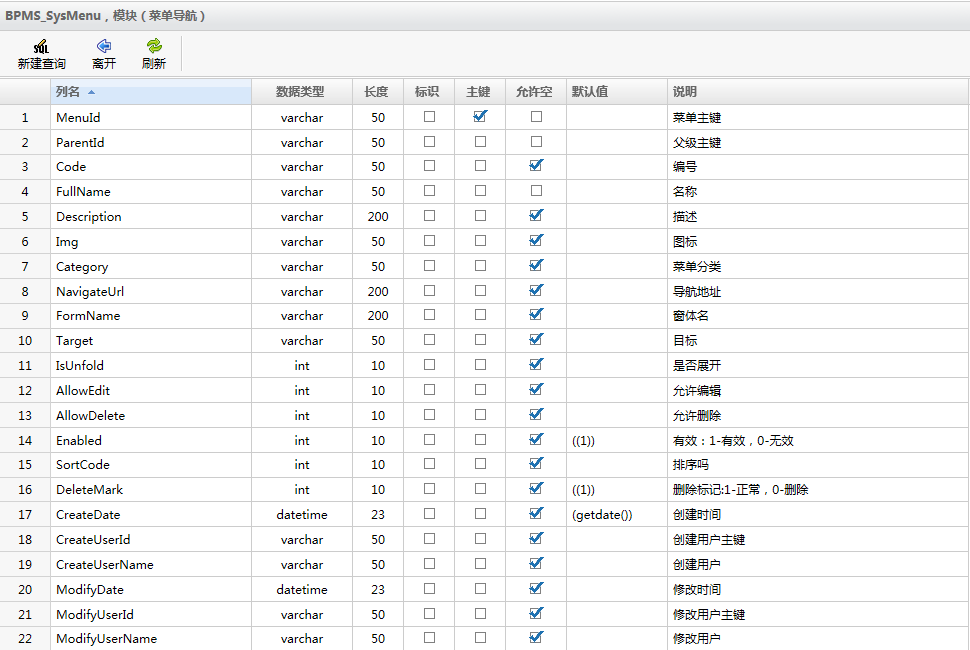 BPMS_SysMenu，模块（菜单导航）
新建查询 离开 刷新
列名 数据类型 长度 标识 主键 允许空 默认值 说明
1 MenuId varchar 50 菜单主键
2 ParentId varchar 50 父级主键
3 Code varchar 50 编号
4 FullName varchar 50 名称
5 Description varchar 200 描述
6 Img varchar 50 图标
7 Category varchar 50 菜单分类
8 NavigateUrl varchar 200 导航地址
9 FormName varchar 200 窗体名
10 Target varchar 50 目标
11 IsUnfold int 10 是否展开
12 AllowEdit int 10 允许编辑
13 AllowDelete int 10 允许删除
14 Enabled int 10 ((1)) 有效：1-有效，0-无效
15 SortCode int 10 排序吗
16 DeleteMark int 10 ((1)) 删除标记:1-正常，0-删除
17 CreateDate datetime 23 (getdate()) 创建时间
18 CreateUserId varchar 50 创建用户主键
19 CreateUserName varchar 50 创建用户
20 ModifyDate datetime 23 修改时间
21 ModifyUserId varchar 50 修改用户主键
22 ModifyUserName varchar 50 修改用户